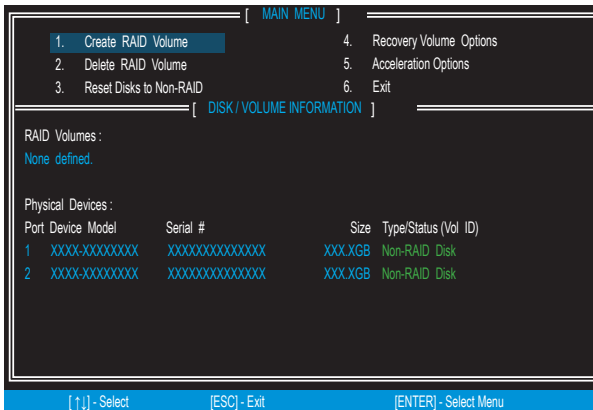 [ MAIN MENU ]
1. Create RAID Volume 4. Recovery Volume Options
2. Delete RAID Volume 5. Acceleration Options
3. Reset Disks to Non-RAID 6. Exit
[ DISK / VOLUME INFORMATION ]
RAID Volumes :
None defined.
Physical Devices :
Port Device Model Serial # Size Type/Status (Vol ID)
1 XXXX-XXXXXXXX XXXXXXXXXXXXXX XXX.XGB Non-RAID Disk
2 XXXX-XXXXXXXX XXXXXXXXXXXXXX XXX.XGB Non-RAID Disk
[ ↑↓] - Select [ESC] - Exit [ENTER] - Select Menu